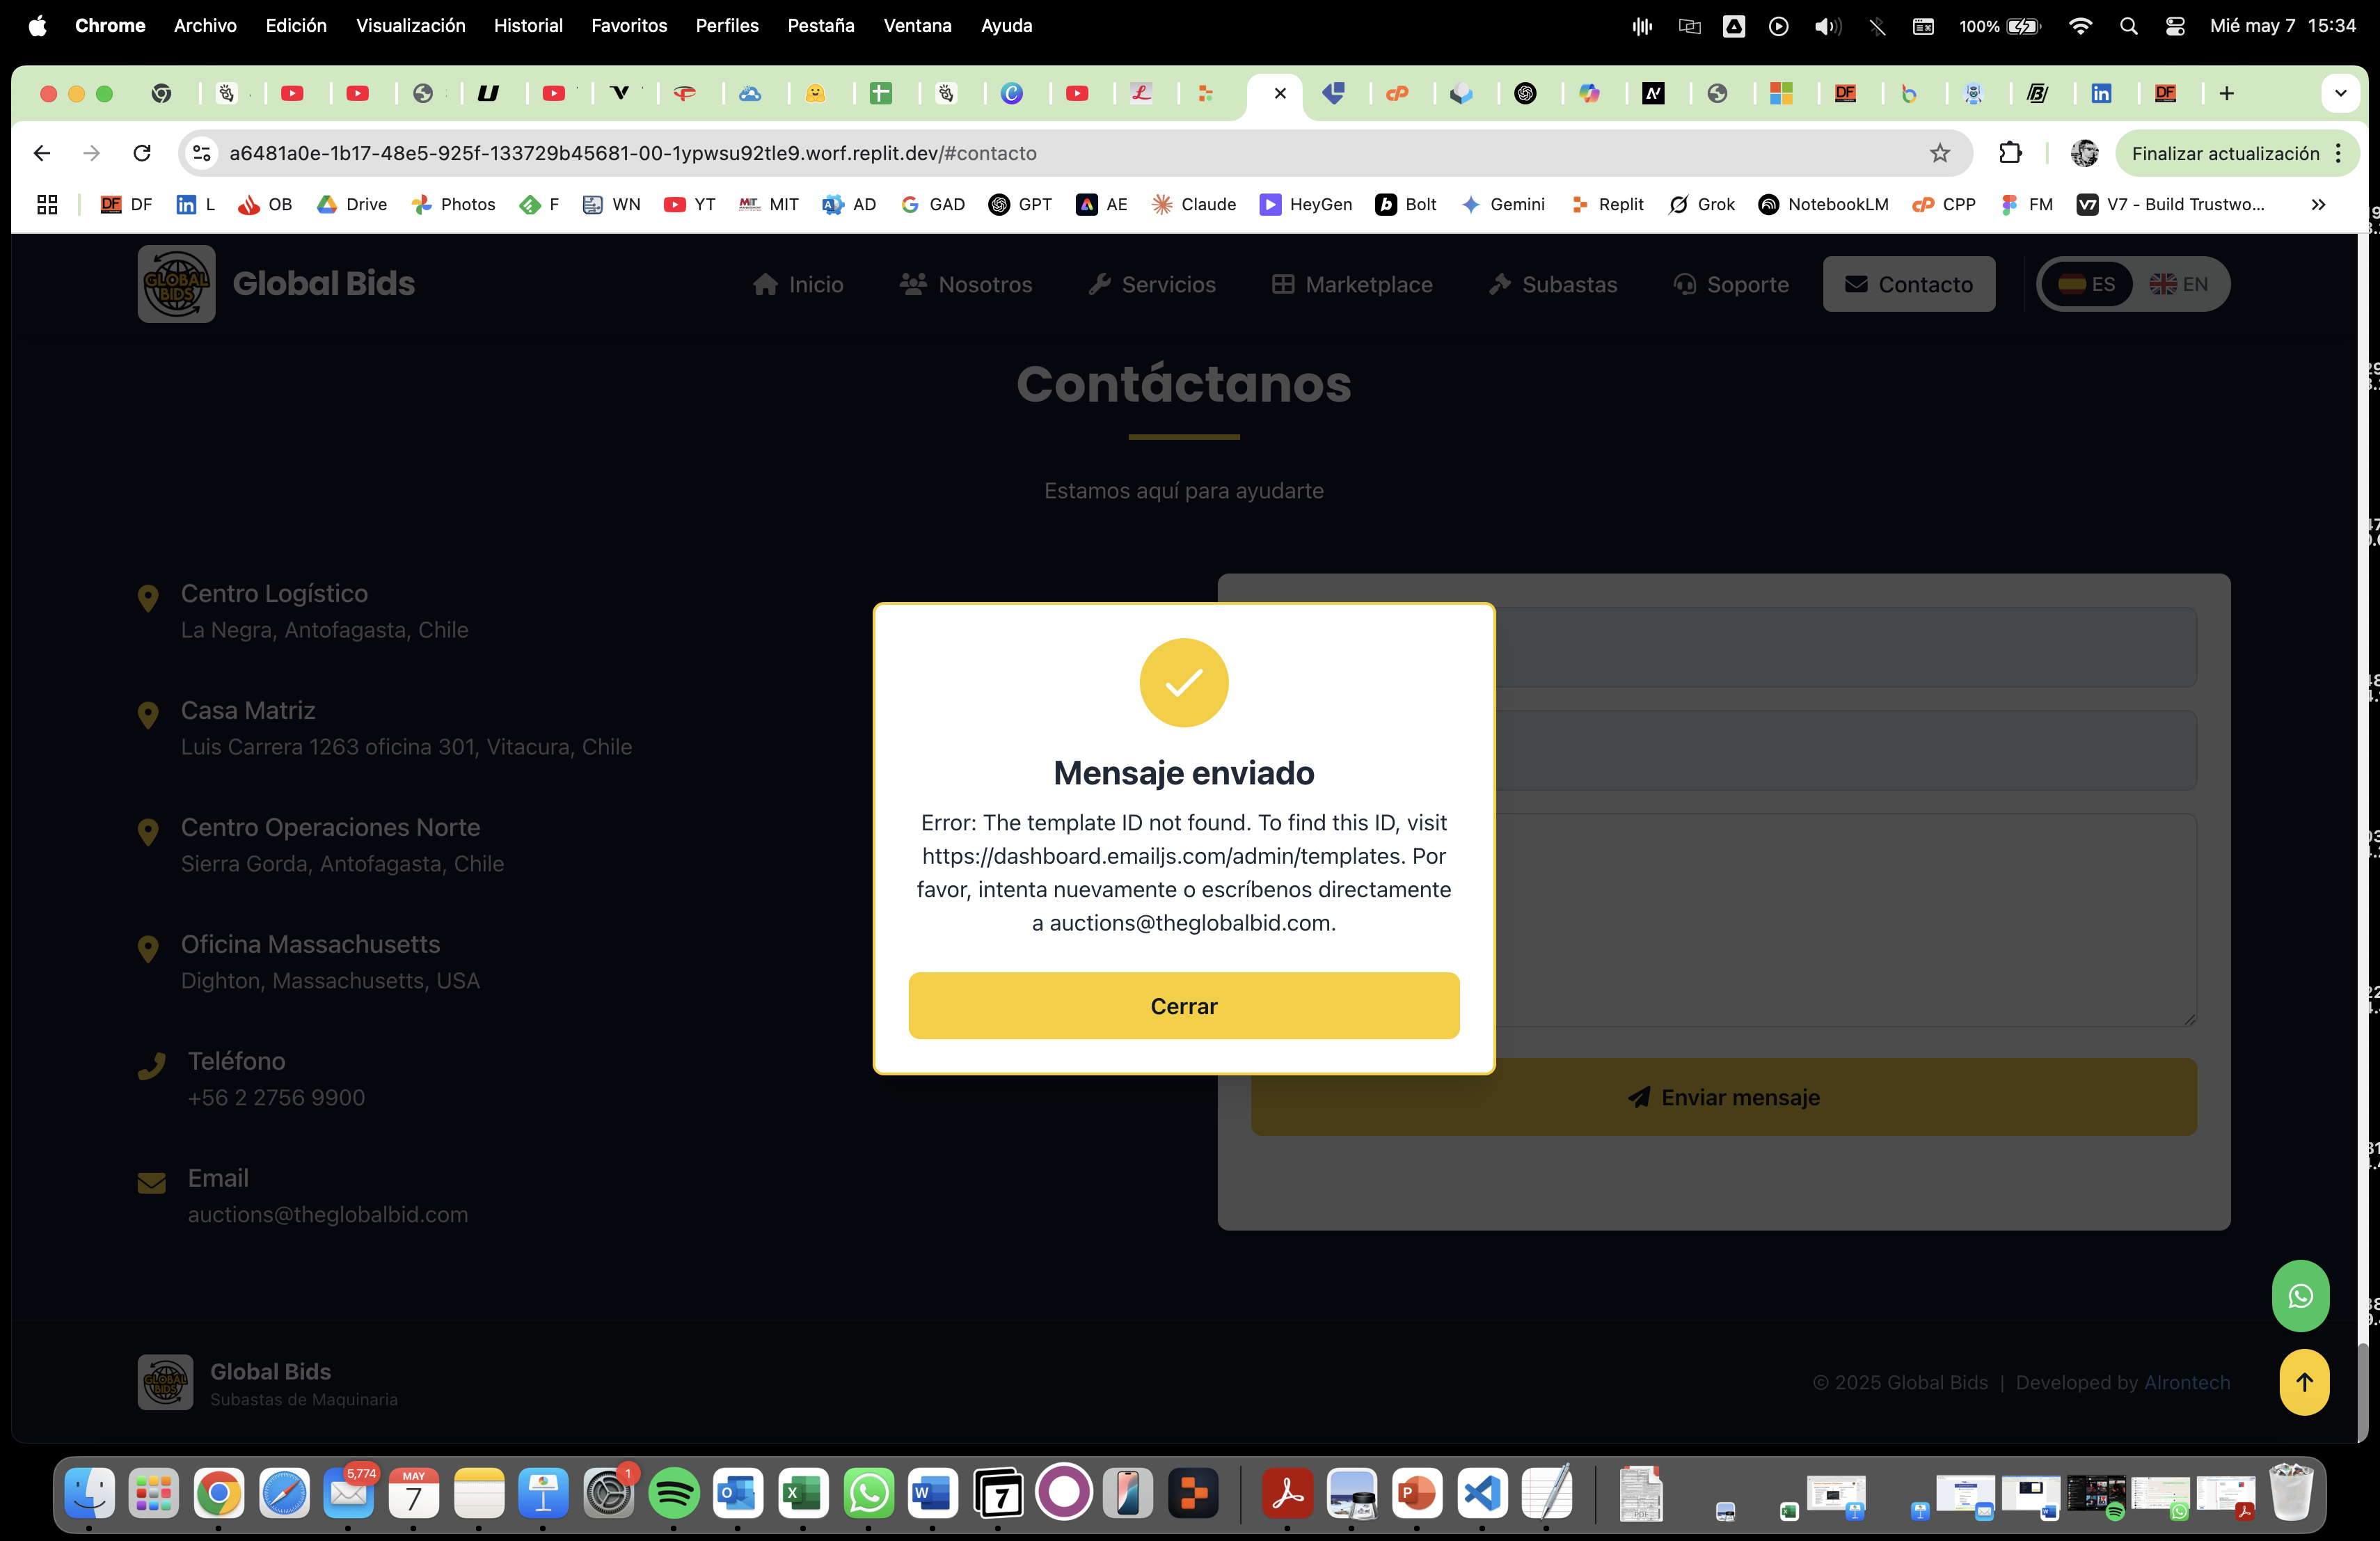 Chrome Archivo Edición Visualización Historial Favoritos Perfiles Pestaña Ventana Ayuda 100% Mié may 7 15:34
a6481a0e-1b17-48e5-925f-133729b45681-00-1ypwsu92tle9.worf.replit.dev/#contacto Finalizar actualización
DF L OB Drive Photos F WN YT MIT AD GAD GPT AE Claude HeyGen Bolt Gemini Replit Grok NotebookLM CPP FM V7 - Build Trustwo... »
GLOBAL BIDS Global Bids Inicio Nosotros Servicios Marketplace Subastas Soporte Contacto ES EN
Contáctanos
Estamos aquí para ayudarte
Centro Logístico
La Negra, Antofagasta, Chile
Casa Matriz
Luis Carrera 1263 oficina 301, Vitacura, Chile
Centro Operaciones Norte
Sierra Gorda, Antofagasta, Chile
Oficina Massachusetts
Dighton, Massachusetts, USA
Teléfono
+56 2 2756 9900
Email
auctions@theglobalbid.com
Mensaje enviado
Error: The template ID not found. To find this ID, visit
https://dashboard.emailjs.com/admin/templates. Por
favor, intenta nuevamente o escríbenos directamente
a auctions@theglobalbid.com.
Cerrar
Enviar mensaje
GLOBAL BIDS Global Bids
Subastas de Maquinaria
© 2025 Global Bids | Developed by AIrontech
5,774 MAY 7 1 7
PDF